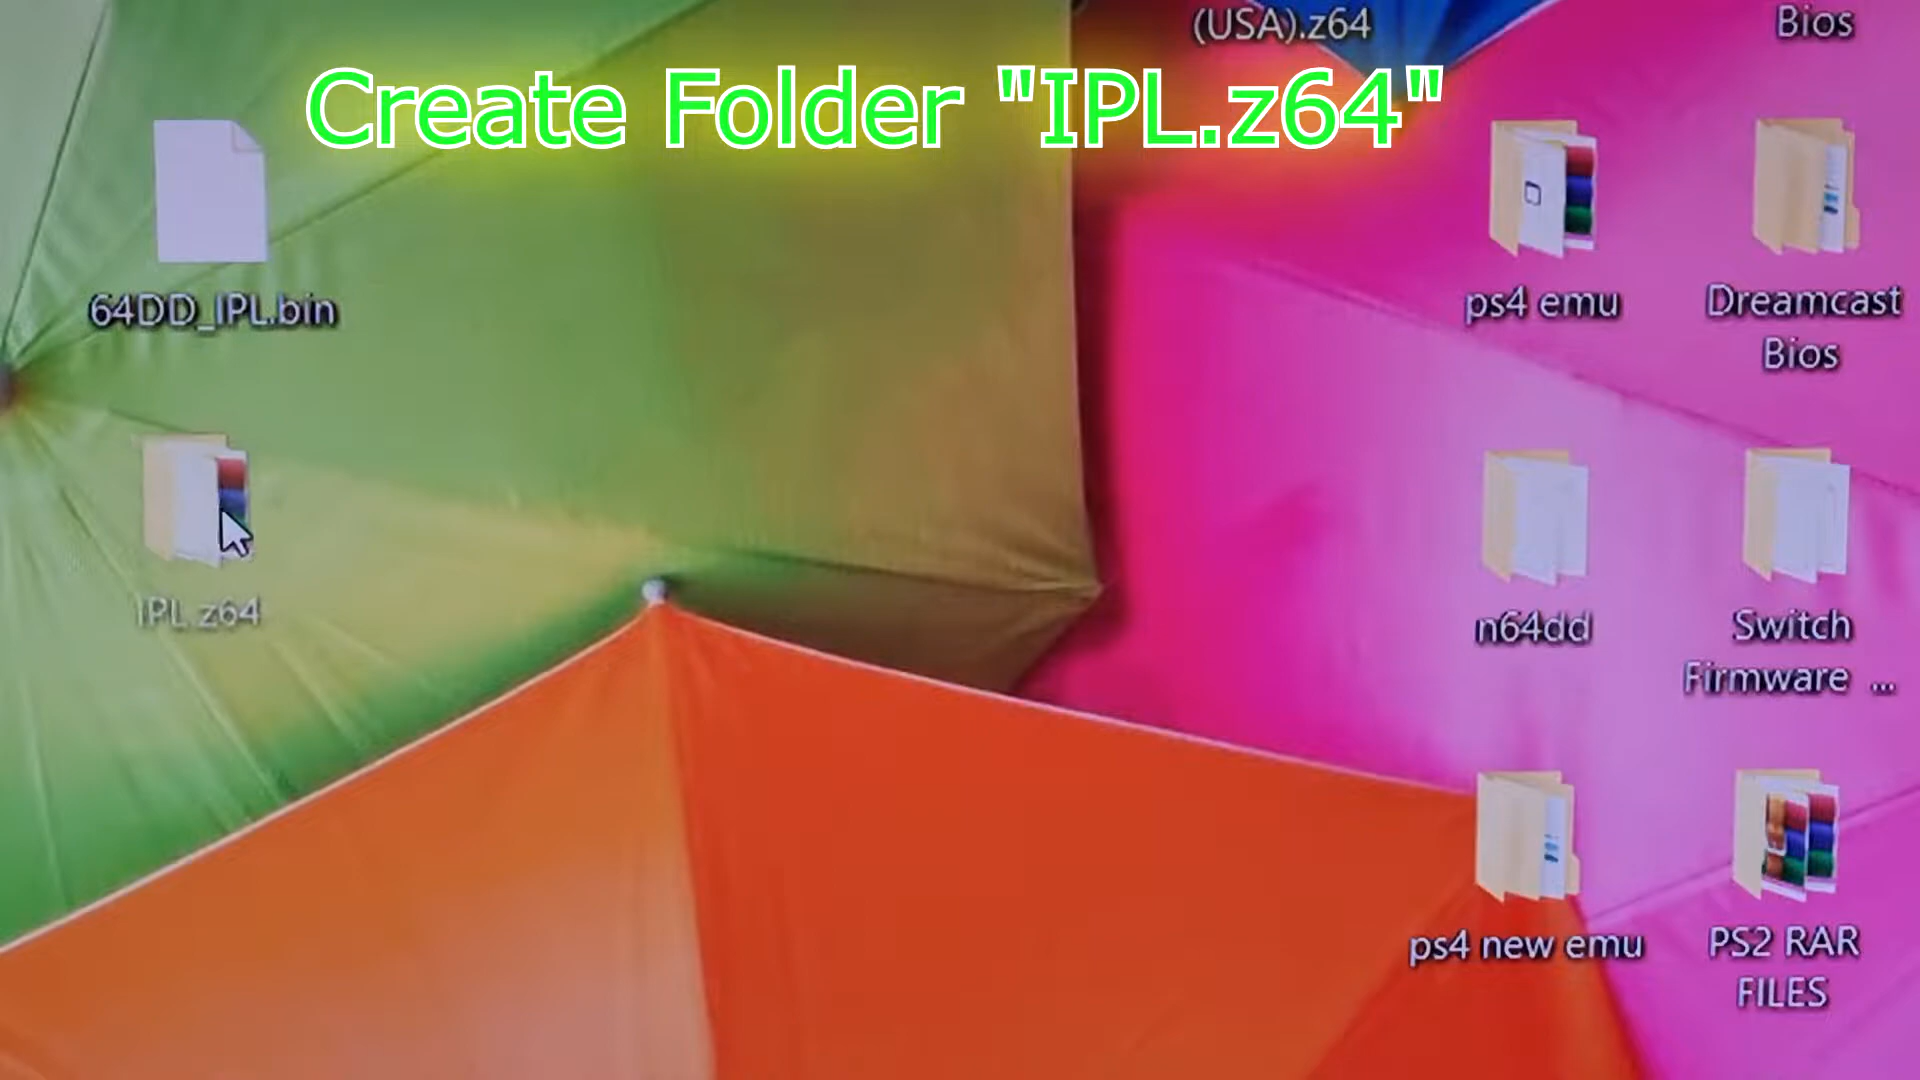 (USA).z64
Bios
Create Folder "IPL.z64"
64DD_IPL.bin
ps4 emu
Dreamcast
Bios
IPL.z64
n64dd
Switch
Firmware ...
ps4 new emu
PS2 RAR
FILES